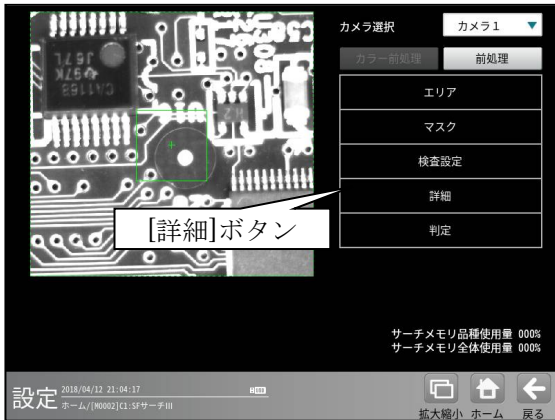 カメラ選択
カメラ1
カラー前処理
前処理
エリア
マスク
検査設定
詳細
判定
[詳細]ボタン
サーチメモリ品種使用量 000%
サーチメモリ全体使用量 000%
設定
2018/04/12 21:04:17
ホーム/[M0002]C1:SFサーチIII
拡大縮小
ホーム
戻る